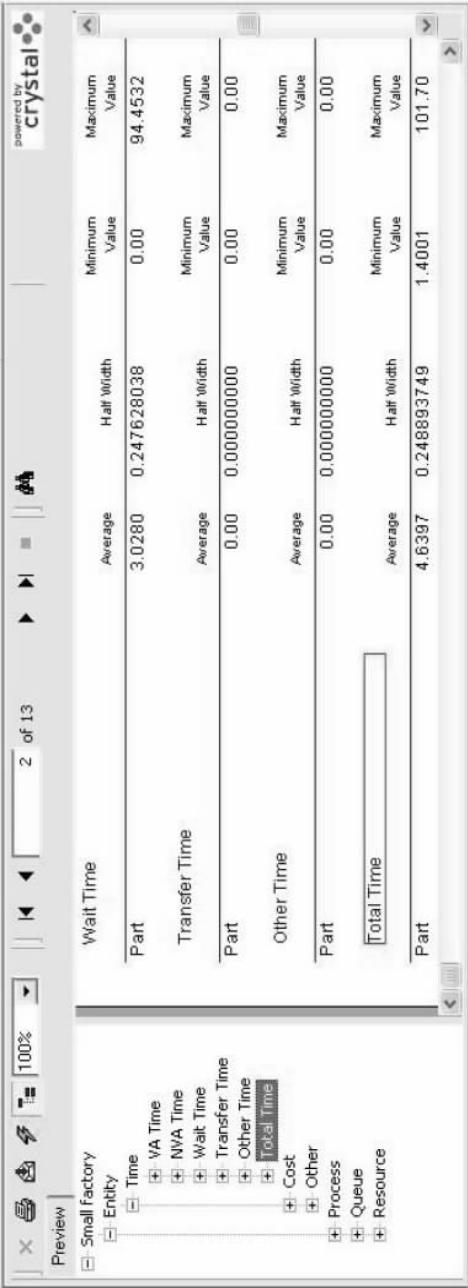 100%
2 of 13
powered by
crystal
Preview
Small factory
Entity
Time
VA Time
NVA Time
Wait Time
Transfer Time
Other Time
Total Time
Cost
Other
Process
Queue
Resource
Wait Time
Average Half Width Minimum Value Maximum Value
Part 3.0280 0.247628038 0.00 94.4532
Transfer Time
Average Half Width Minimum Value Maximum Value
Part 0.00 0.000000000 0.00 0.00
Other Time
Average Half Width Minimum Value Maximum Value
Part 0.00 0.000000000 0.00 0.00
Total Time
Average Half Width Minimum Value Maximum Value
Part 4.6397 0.248893749 1.4001 101.70